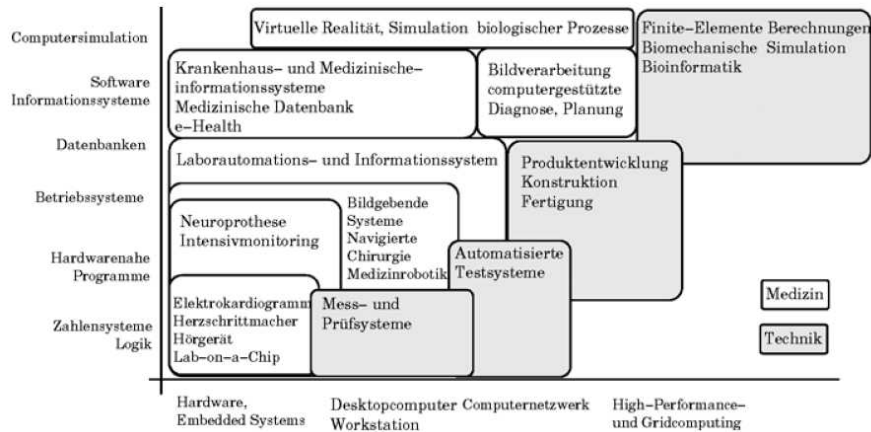 Computersimulation
Software
Informationssysteme
Datenbanken
Betriebssysteme
Hardwarenahe
Programme
Zahlensysteme
Logik
Virtuelle Realität, Simulation biologischer Prozesse
Finite-Elemente Berechnungen
Biomechanische Simulation
Bioinformatik
Krankenhaus- und Medizinische-
informationssysteme
Medizinische Datenbank
e-Health
Bildverarbeitung
computergestützte
Diagnose, Planung
Laborautomations- und Informationssystem
Produktentwicklung
Konstruktion
Fertigung
Neuroprothese
Intensivmonitoring
Bildgebende
Systeme
Navigierte
Chirurgie
Medizinrobotik
Automatisierte
Testsysteme
Elektrokardiogramm
Herzschrittmacher
Hörgerät
Lab-on-a-Chip
Mess- und
Prüfsysteme
Medizin
Technik
Hardware,
Embedded Systems
Desktopcomputer
Workstation
Computernetzwerk
High-Performance-
und Gridcomputing